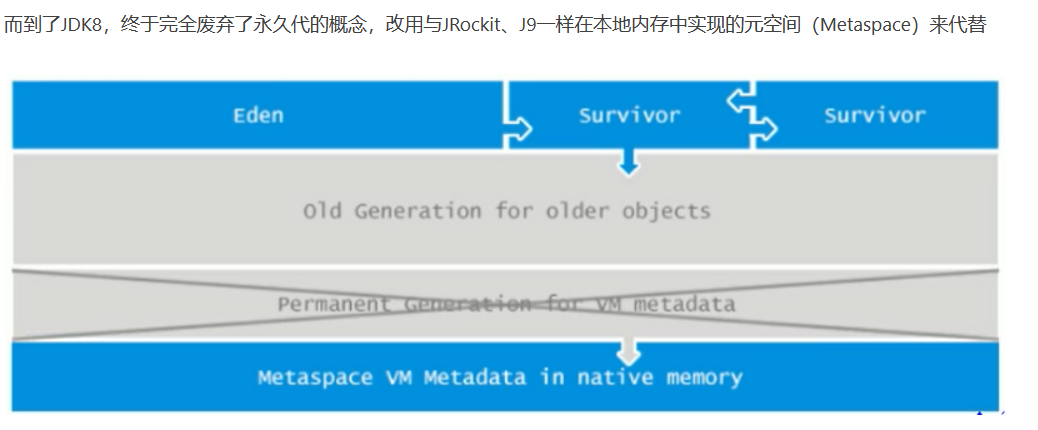 而到了JDK8，终于完全废弃了永久代的概念，改用与JRockit、J9一样在本地内存中实现的元空间（Metaspace）来代替
Eden
Survivor
Survivor
Old Generation for older objects
Permanent Generation for VM metadata
Metaspace VM Metadata in native memory